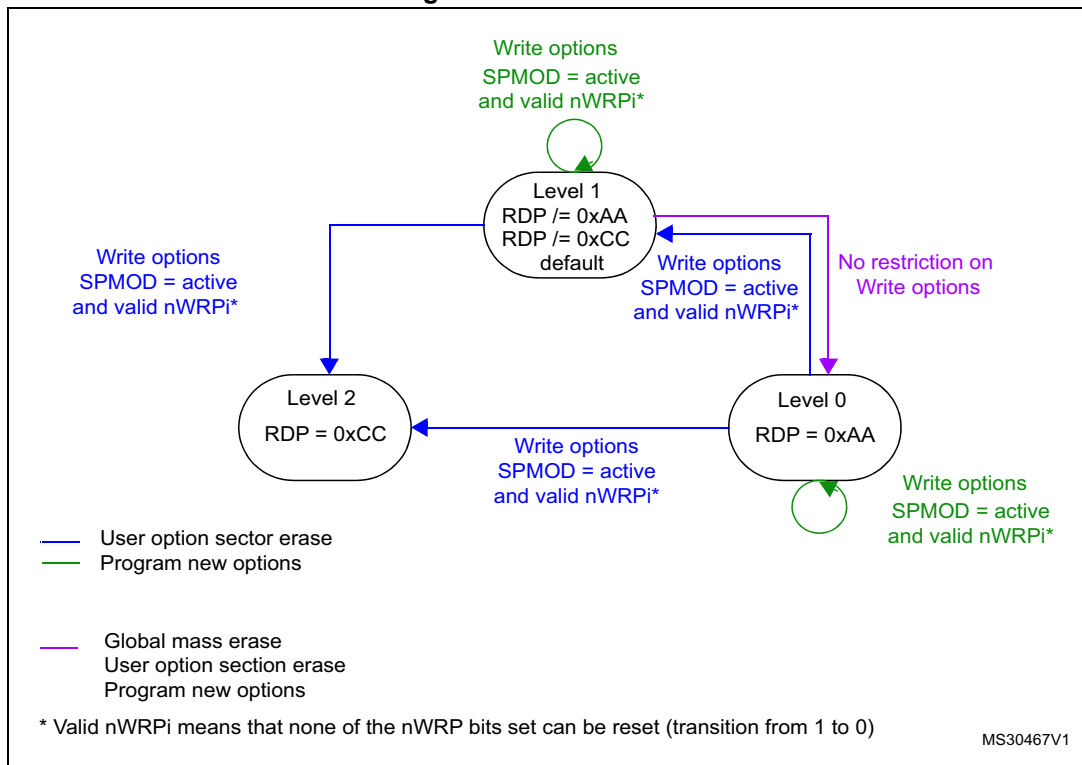 Write options
SPMOD = active
and valid nWRPi*
Level 1
RDP /= 0xAA
RDP /= 0xCC
default
Write options
SPMOD = active
and valid nWRPi*
Write options
SPMOD = active
and valid nWRPi*
No restriction on
Write options
Level 2
RDP = 0xCC
Level 0
RDP = 0xAA
Write options
SPMOD = active
and valid nWRPi*
Write options
SPMOD = active
and valid nWRPi*
User option sector erase
Program new options
Global mass erase
User option section erase
Program new options
* Valid nWRPi means that none of the nWRP bits set can be reset (transition from 1 to 0)
MS30467V1